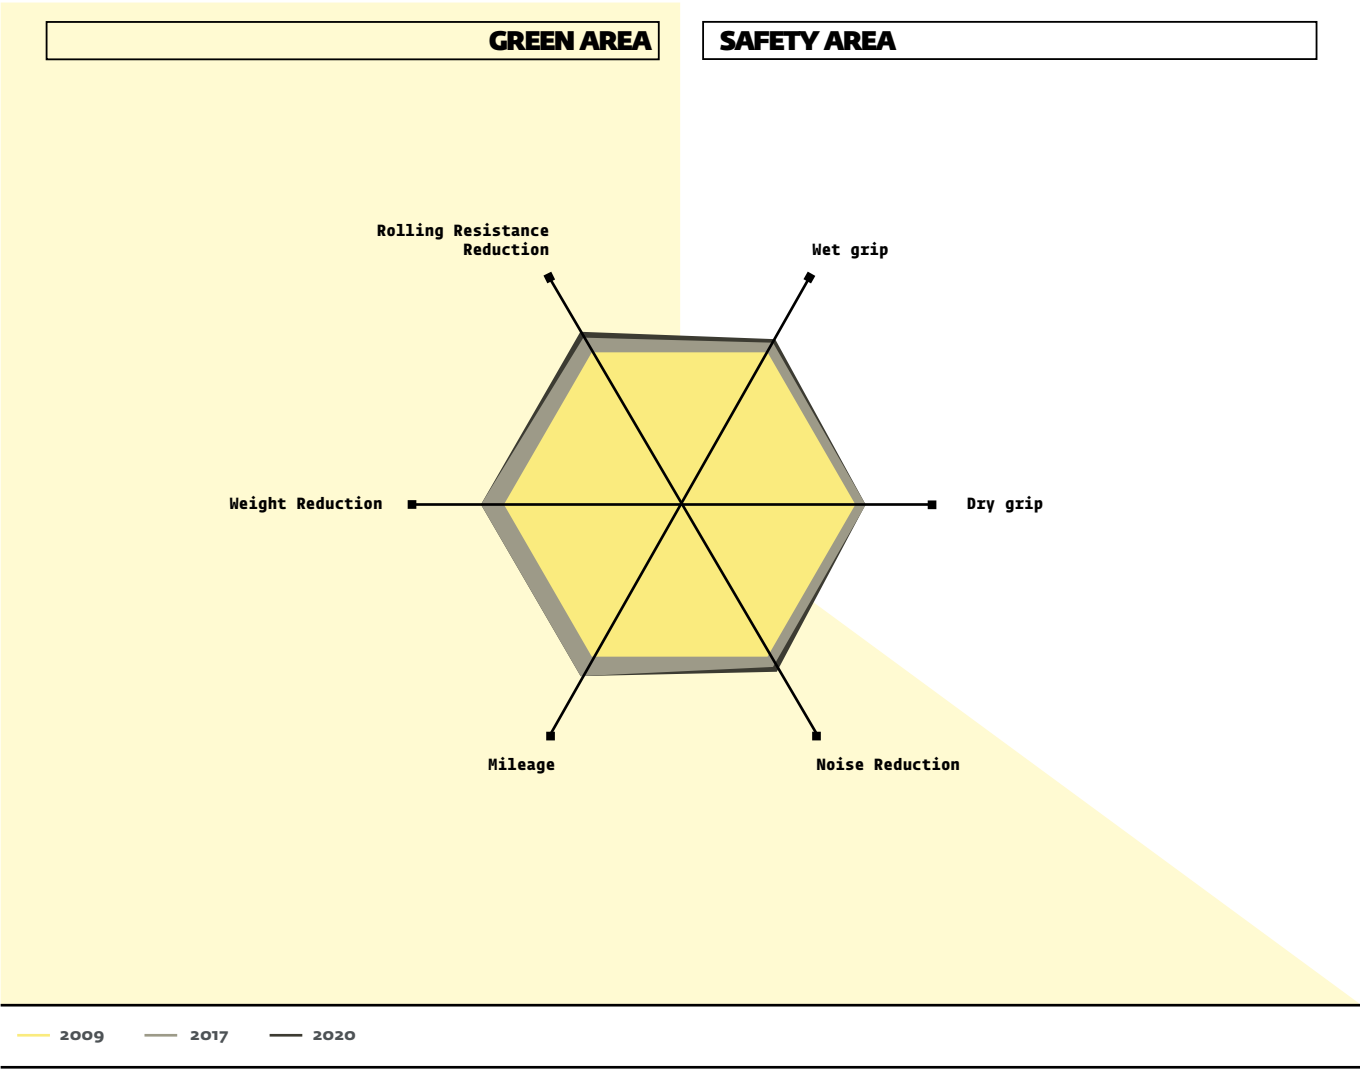 GREEN AREA
SAFETY AREA
Rolling Resistance
Reduction
Wet grip
Weight Reduction
Dry grip
Mileage
Noise Reduction
2009
2017
2020